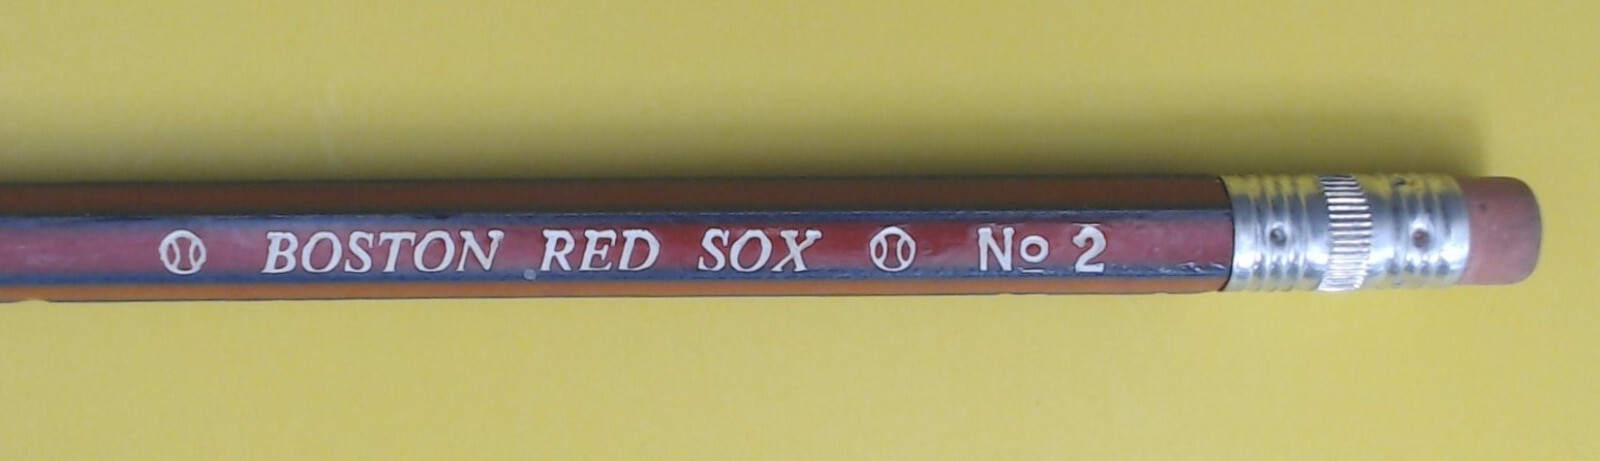 BOSTON RED SOX No 2